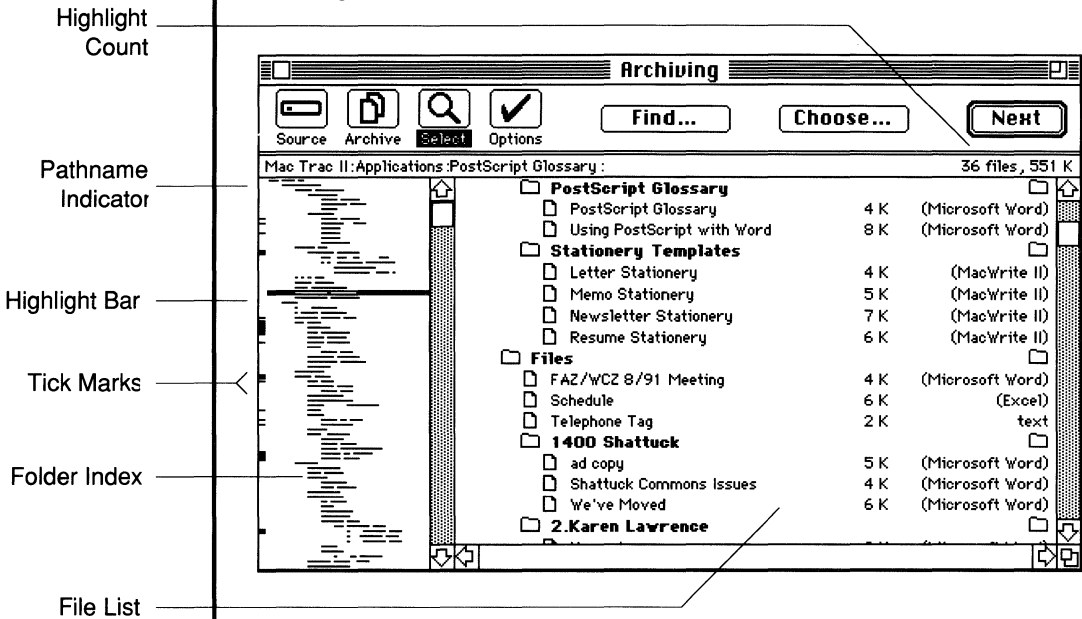 Highlight
Count
Archiving
Find...
Choose...
Next
Source Archive Select Options
Pathname
Indicator
Mac Trac II:Applications:PostScript Glossary:
36 files, 551 K
PostScript Glossary
PostScript Glossary 4 K (Microsoft Word)
Using PostScript with Word 8 K (Microsoft Word)
Stationery Templates
Letter Stationery 4 K (MacWrite II)
Highlight Bar
Memo Stationery 5 K (MacWrite II)
Newsletter Stationery 7 K (MacWrite II)
Resume Stationery 6 K (MacWrite II)
Files
Tick Marks
FAZ/WCZ 8/91 Meeting 4 K (Microsoft Word)
Schedule 6 K (Excel)
Telephone Tag 2 K text
1400 Shattuck
Folder Index
ad copy 5 K (Microsoft Word)
Shattuck Commons Issues 4 K (Microsoft Word)
We've Moved 6 K (Microsoft Word)
2.Karen Lawrence
File List